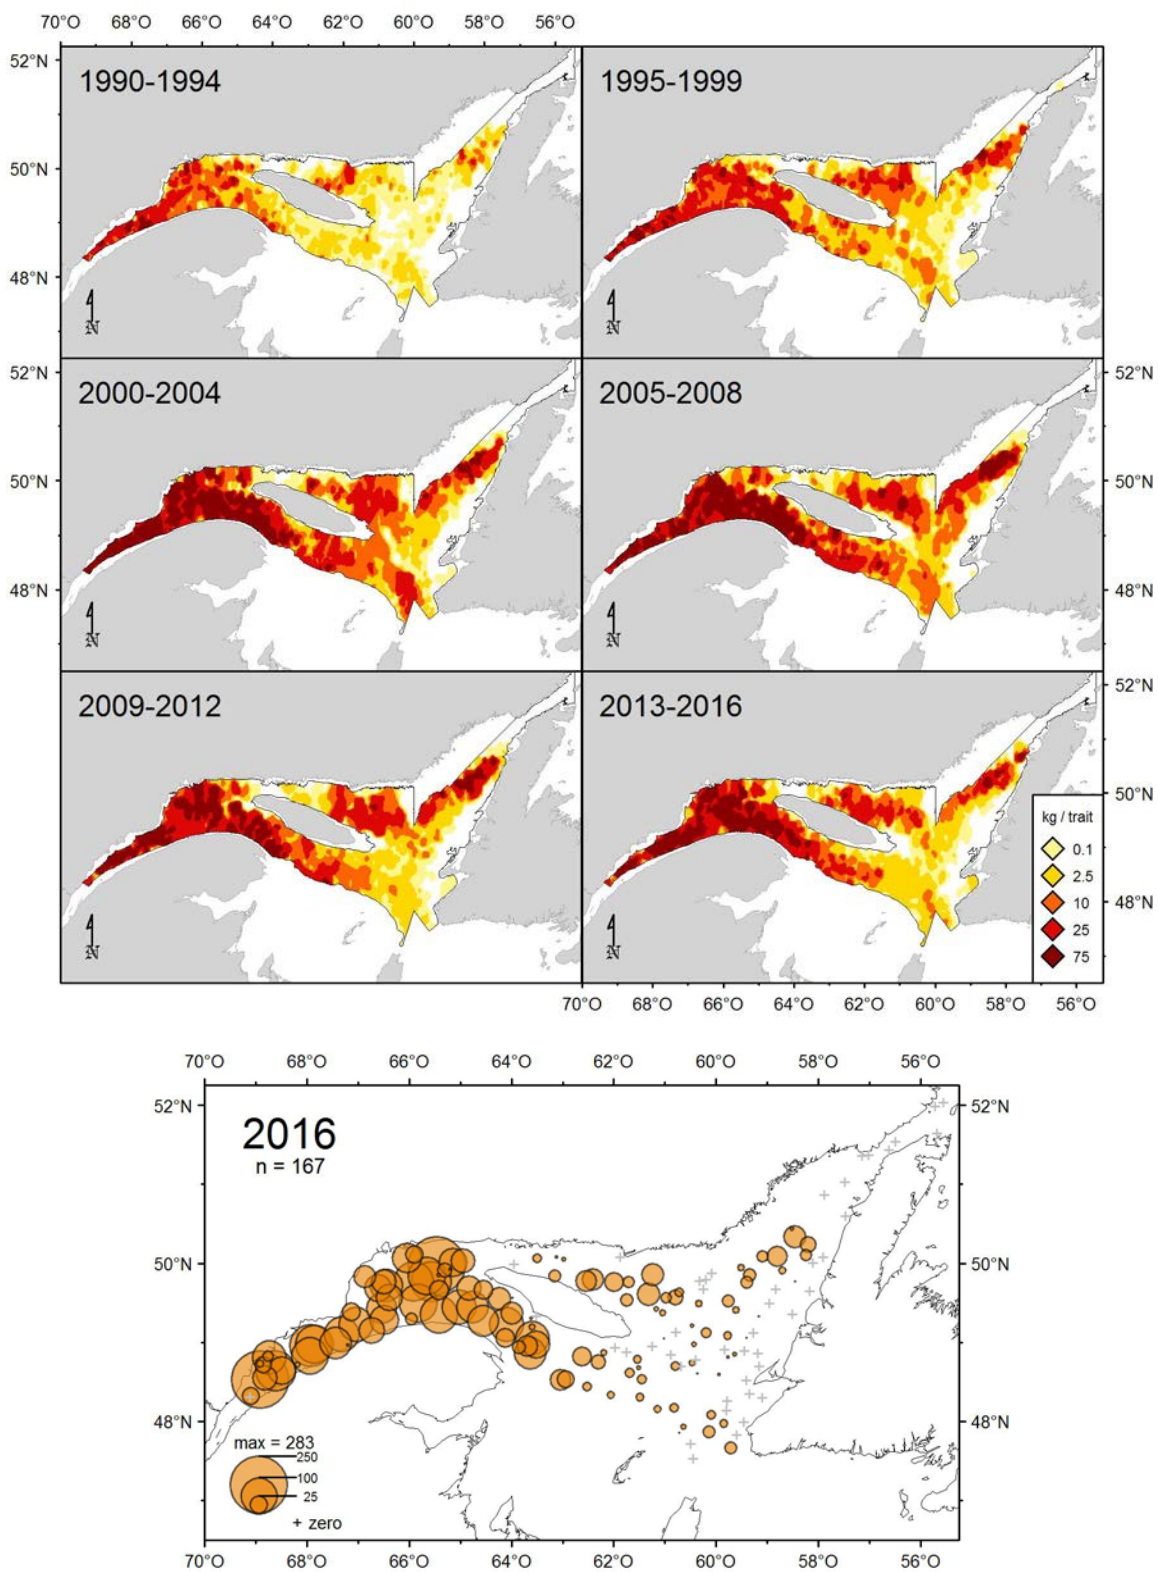 70°O 68°O 66°O 64°O 62°O 60°O 58°O 56°O
52°N
1990-1994
1995-1999
50°N
48°N
N
N
52°N
52°N
2000-2004
2005-2008
50°N
50°N
48°N
48°N
N
N
52°N
2009-2012
2013-2016
50°N
kg / trait
0.1
2.5
10
25
75
48°N
N
N
70°O 68°O 66°O 64°O 62°O 60°O 58°O 56°O
70°O 68°O 66°O 64°O 62°O 60°O 58°O 56°O
52°N
52°N
2016
n = 167
50°N
50°N
48°N
48°N
max = 283
250
100
25
+ zero
70°O 68°O 66°O 64°O 62°O 60°O 58°O 56°O